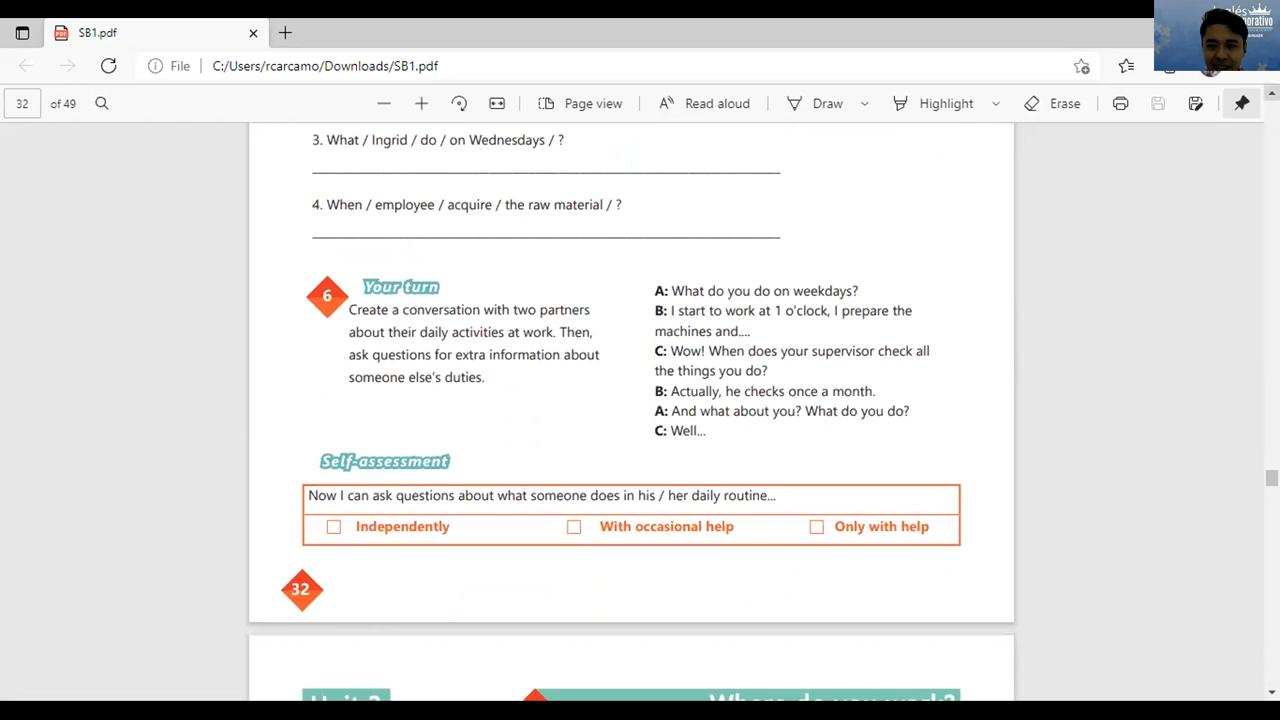 SB1.pdf
File C:/Users/rcarcamo/Downloads/SB1.pdf
32 of 49 Page view Read aloud Draw Highlight Erase
3. What / Ingrid / do / on Wednesdays / ?
4. When / employee / acquire / the raw material / ?
6 Your turn
Create a conversation with two partners
about their daily activities at work. Then,
ask questions for extra information about
someone else's duties.
A: What do you do on weekdays?
B: I start to work at 1 o'clock, I prepare the
machines and....
C: Wow! When does your supervisor check all
the things you do?
B: Actually, he checks once a month.
A: And what about you? What do you do?
C: Well...
Self-assessment
Now I can ask questions about what someone does in his / her daily routine...
Independently With occasional help Only with help
32
Unit 3 Where do you work?